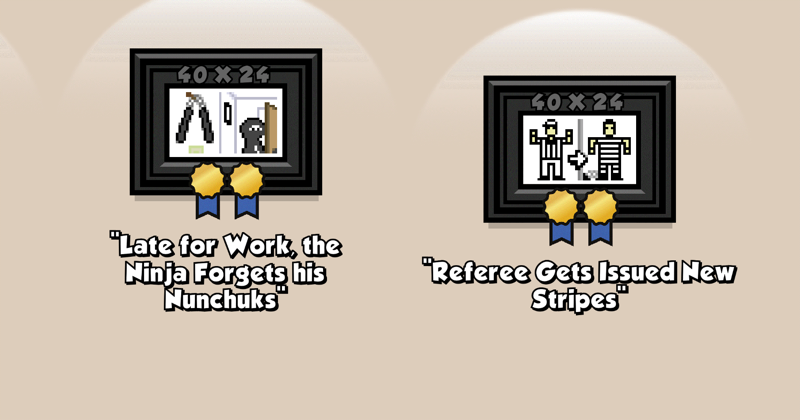 40 X 24
"Late for Work, the
Ninja Forgets his
Nunchuks"
40 X 24
"Referee Gets Issued New
Stripes"